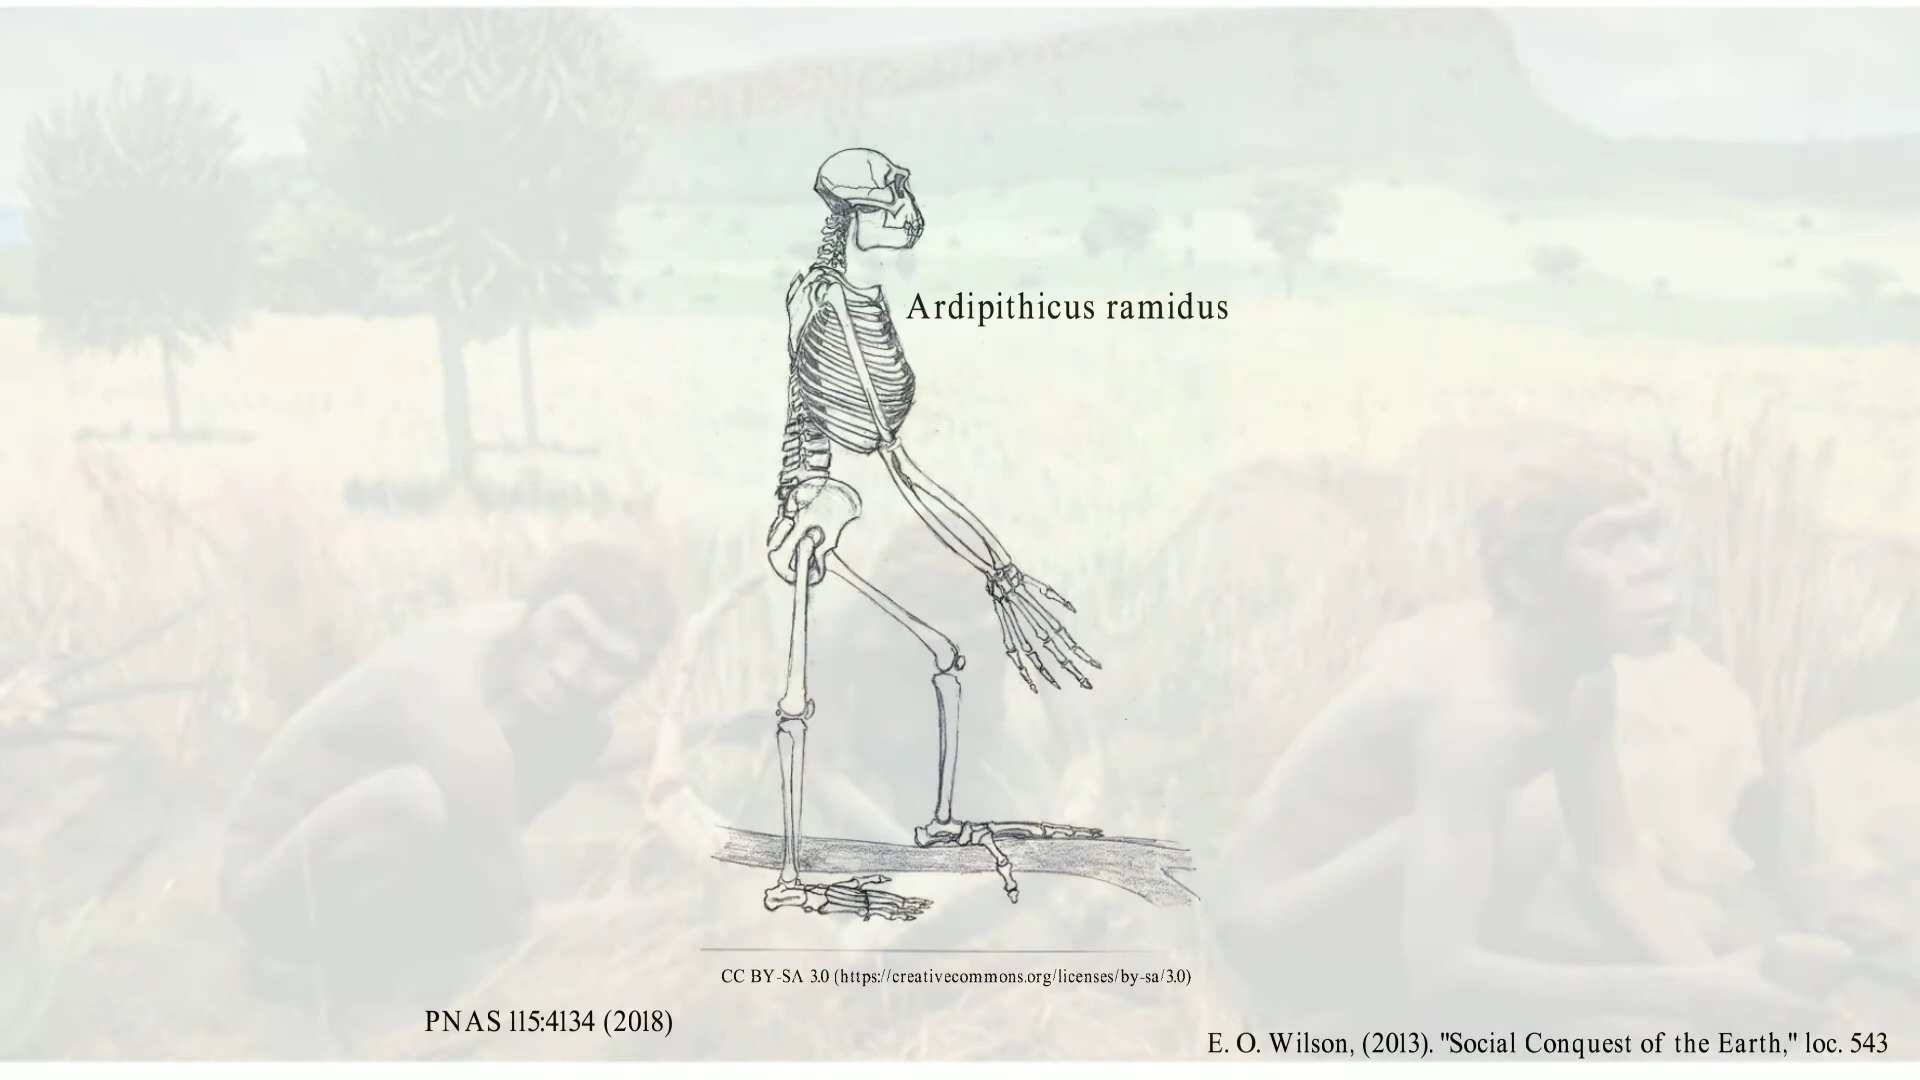 Ardipithicus ramidus
CC BY-SA 3.0 (https://creativecommons.org/licenses/by-sa/3.0)
PNAS 115:4134 (2018)
E. O. Wilson, (2013). "Social Conquest of the Earth," loc. 543